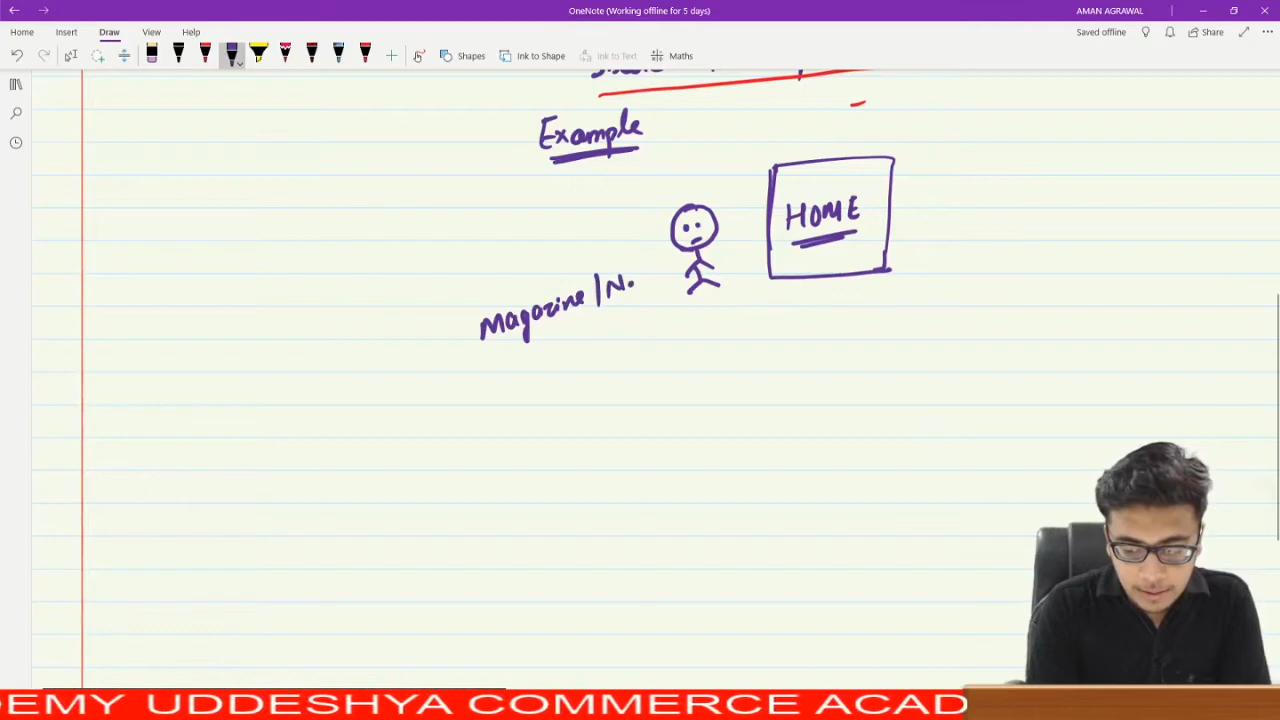 OneNote (Working offline for 5 days)
AMAN AGRAWAL
Home Insert Draw View Help
Saved offline Share
Shapes Ink to Shape Ink to Text Maths
Example
HOME
Magazine / N.
DEMY UDDESHYA COMMERCE ACAD